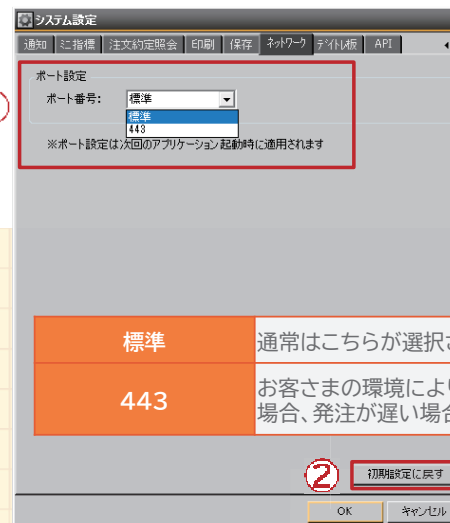 システム設定
通知 ミニ指標 注文約定照会 印刷 保存 ネットワーク デイトレ板 API
ポート設定
ポート番号: 標準
標準
443
※ポート設定は次回のアプリケーション起動時に適用されます
標準 通常はこちらが選択
443 お客さまの環境によ
場合、発注が遅い場合
② 初期設定に戻す
OK キャンセル